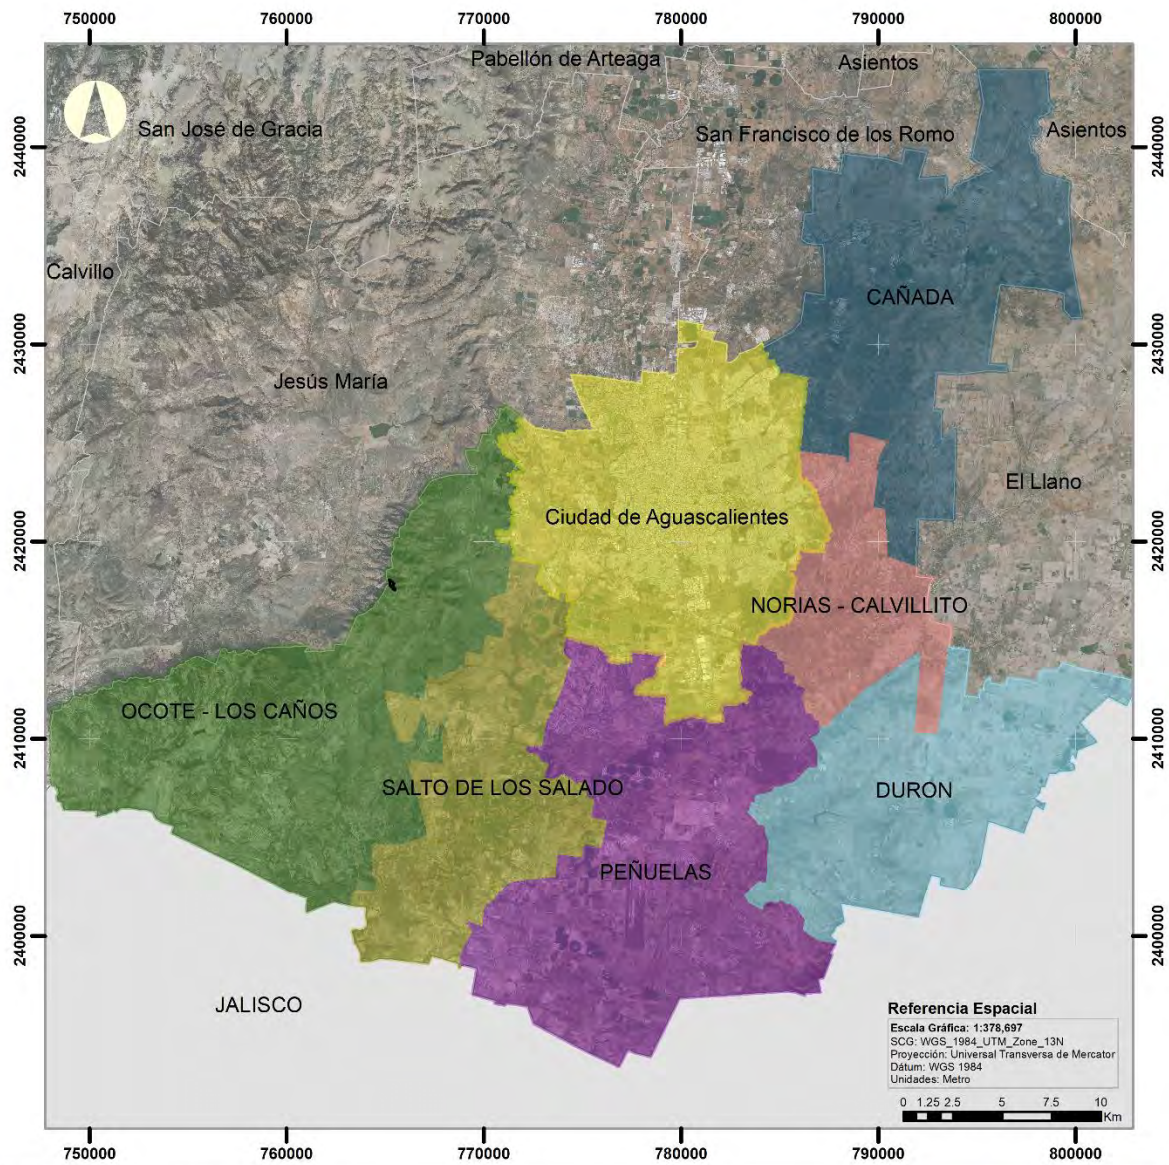 750000 760000 770000 780000 790000 800000
Pabellón de Arteaga
Asientos
San José de Gracia
San Francisco de los Romo
Asientos
2440000
2440000
Calvillo
CAÑADA
2430000
2430000
Jesús María
El Llano
Ciudad de Aguascalientes
2420000
2420000
NORIAS - CALVILLITO
OCOTE - LOS CAÑOS
2410000
2410000
SALTO DE LOS SALADO
DURON
PEÑUELAS
2400000
2400000
JALISCO
Referencia Espacial
Escala Gráfica: 1:378,697
SCG: WGS_1984_UTM_Zone_13N
Proyección: Universal Transversa de Mercator
Dátum: WGS 1984
Unidades: Metro
0 1.25 2.5 5 7.5 10
Km
750000 760000 770000 780000 790000 800000